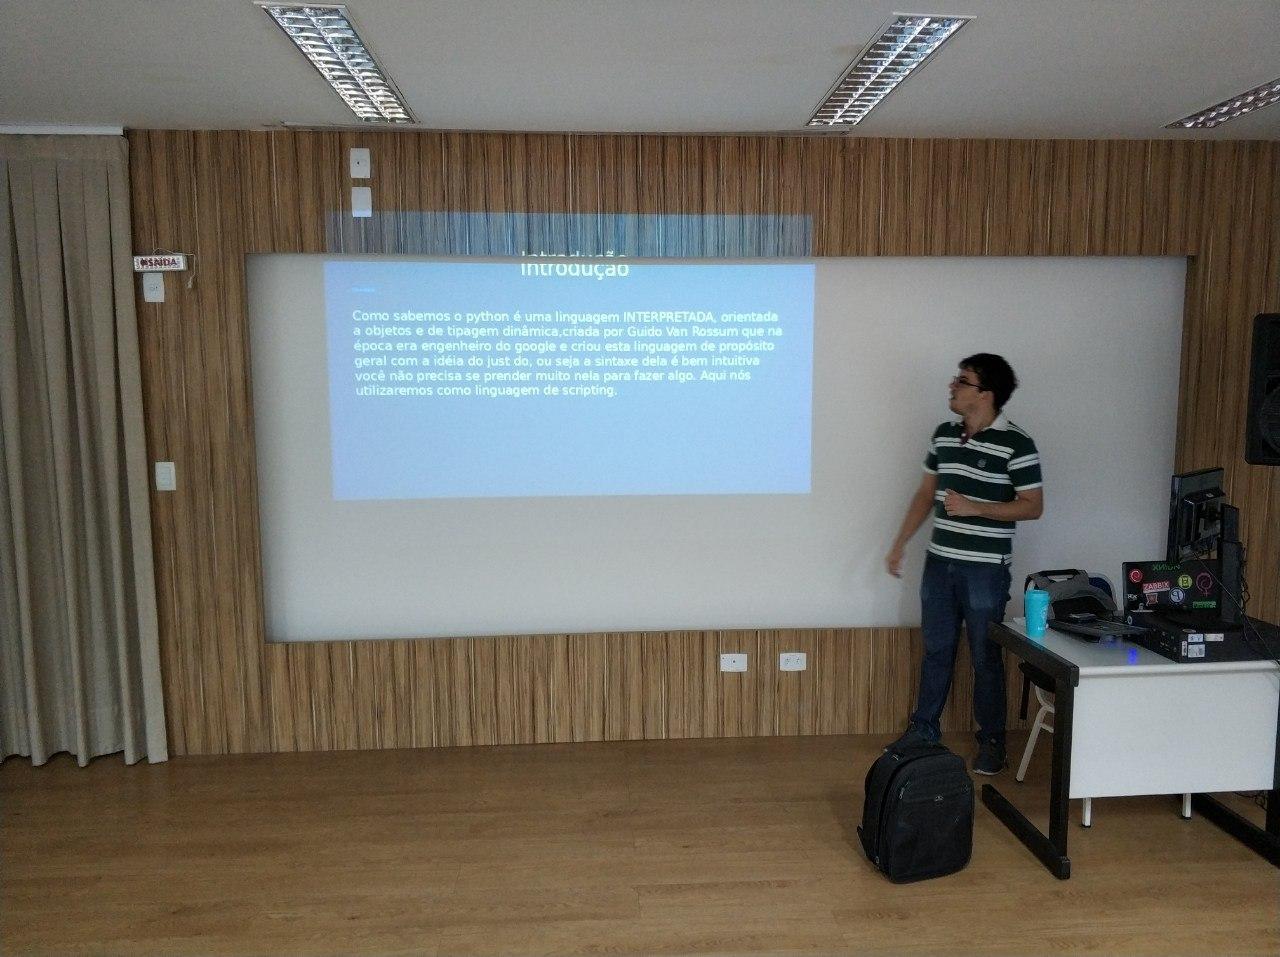 SAÍDA
Introdução
Como sabemos o python é uma linguagem INTERPRETADA, orientada
a objetos e de tipagem dinâmica,criada por Guido Van Rossum que na
época era engenheiro do google e criou esta linguagem de propósito
geral com a idéia do just do, ou seja a sintaxe dela é bem intuitiva
você não precisa se prender muito nela para fazer algo. Aqui nós
utilizaremos como linguagem de scripting.
ZABBIX